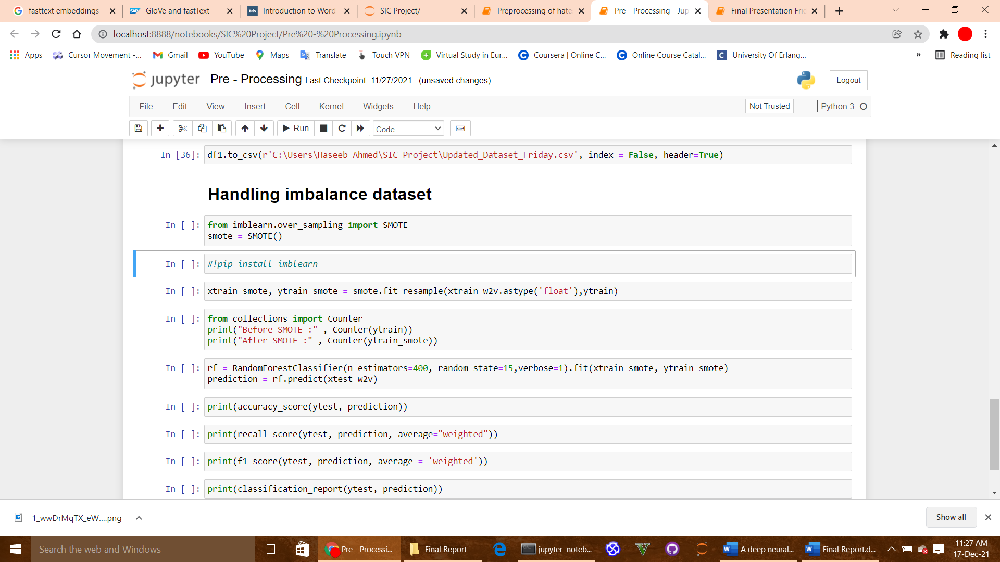 fasttext embeddings -
GloVe and fastText —
Introduction to Word
SIC Project/
Preprocessing of hate
Pre - Processing - Jup
Final Presentation Fri
localhost:8888/notebooks/SIC%20Project/Pre%20-%20Processing.ipynb
Apps
Cursor Movement -...
Gmail
YouTube
Maps
Translate
Touch VPN
Virtual Study in Eur...
Coursera | Online C...
Online Course Catal...
University Of Erlang...
»
Reading list
jupyter Pre - Processing Last Checkpoint: 11/27/2021 (unsaved changes)
Logout
File Edit View Insert Cell Kernel Widgets Help
Not Trusted
Python 3
Run
Code
In [36]: df1.to_csv(r'C:\Users\Haseeb Ahmed\SIC Project\Updated_Dataset_Friday.csv', index = False, header=True)
Handling imbalance dataset
In [ ]: from imblearn.over_sampling import SMOTE
smote = SMOTE()
In [ ]: #!pip install imblearn
In [ ]: xtrain_smote, ytrain_smote = smote.fit_resample(xtrain_w2v.astype('float'),ytrain)
In [ ]: from collections import Counter
print("Before SMOTE :" , Counter(ytrain))
print("After SMOTE :" , Counter(ytrain_smote))
In [ ]: rf = RandomForestClassifier(n_estimators=400, random_state=15,verbose=1).fit(xtrain_smote, ytrain_smote)
prediction = rf.predict(xtest_w2v)
In [ ]: print(accuracy_score(ytest, prediction))
In [ ]: print(recall_score(ytest, prediction, average="weighted"))
In [ ]: print(f1_score(ytest, prediction, average = 'weighted'))
In [ ]: print(classification_report(ytest, prediction))
1_wwDrMqTX_eW....png
Show all
Search the web and Windows
Pre - Processi...
Final Report
jupyter noteb...
A deep neural...
Final Report.d...
11:27 AM
17-Dec-21